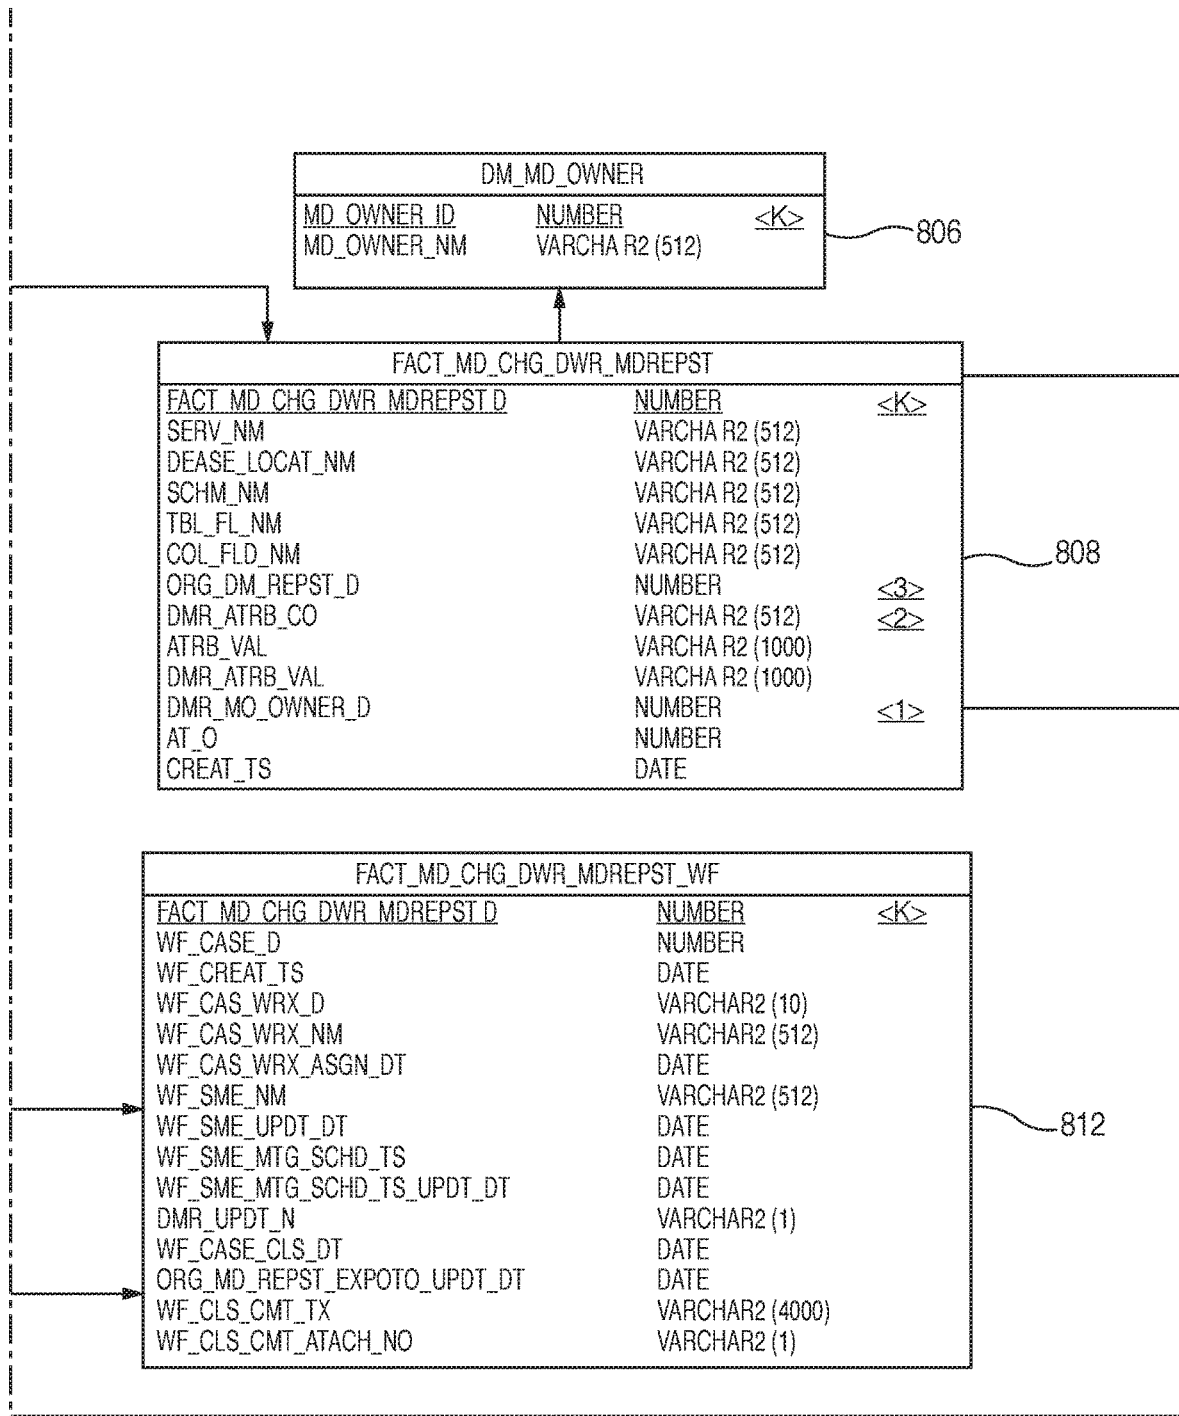 DM_MD_OWNER
MD_OWNER_ID NUMBER <K>
MD_OWNER_NM VARCHA R2 (512)
806
FACT_MD_CHG_DWR_MDREPST
FACT_MD_CHG_DWR_MDREPST D NUMBER <K>
SERV_NM VARCHA R2 (512)
DEASE_LOCAT_NM VARCHA R2 (512)
SCHM_NM VARCHA R2 (512)
TBL_FL_NM VARCHA R2 (512)
COL_FLD_NM VARCHA R2 (512)
808
ORG_DM_REPST_D NUMBER <3>
DMR_ATRB_CO VARCHA R2 (512) <2>
ATRB_VAL VARCHA R2 (1000)
DMR_ATRB_VAL VARCHA R2 (1000)
DMR_MO_OWNER_D NUMBER <1>
AT_O NUMBER
CREAT_TS DATE
FACT_MD_CHG_DWR_MDREPST_WF
FACT_MD_CHG_DWR_MDREPST D NUMBER <K>
WF_CASE_D NUMBER
WF_CREAT_TS DATE
WF_CAS_WRX_D VARCHAR2 (10)
WF_CAS_WRX_NM VARCHAR2 (512)
WF_CAS_WRX_ASGN_DT DATE
WF_SME_NM VARCHAR2 (512)
WF_SME_UPDT_DT DATE
812
WF_SME_MTG_SCHD_TS DATE
WF_SME_MTG_SCHD_TS_UPDT_DT DATE
DMR_UPDT_N VARCHAR2 (1)
WF_CASE_CLS_DT DATE
ORG_MD_REPST_EXPOTO_UPDT_DT DATE
WF_CLS_CMT_TX VARCHAR2 (4000)
WF_CLS_CMT_ATACH_NO VARCHAR2 (1)